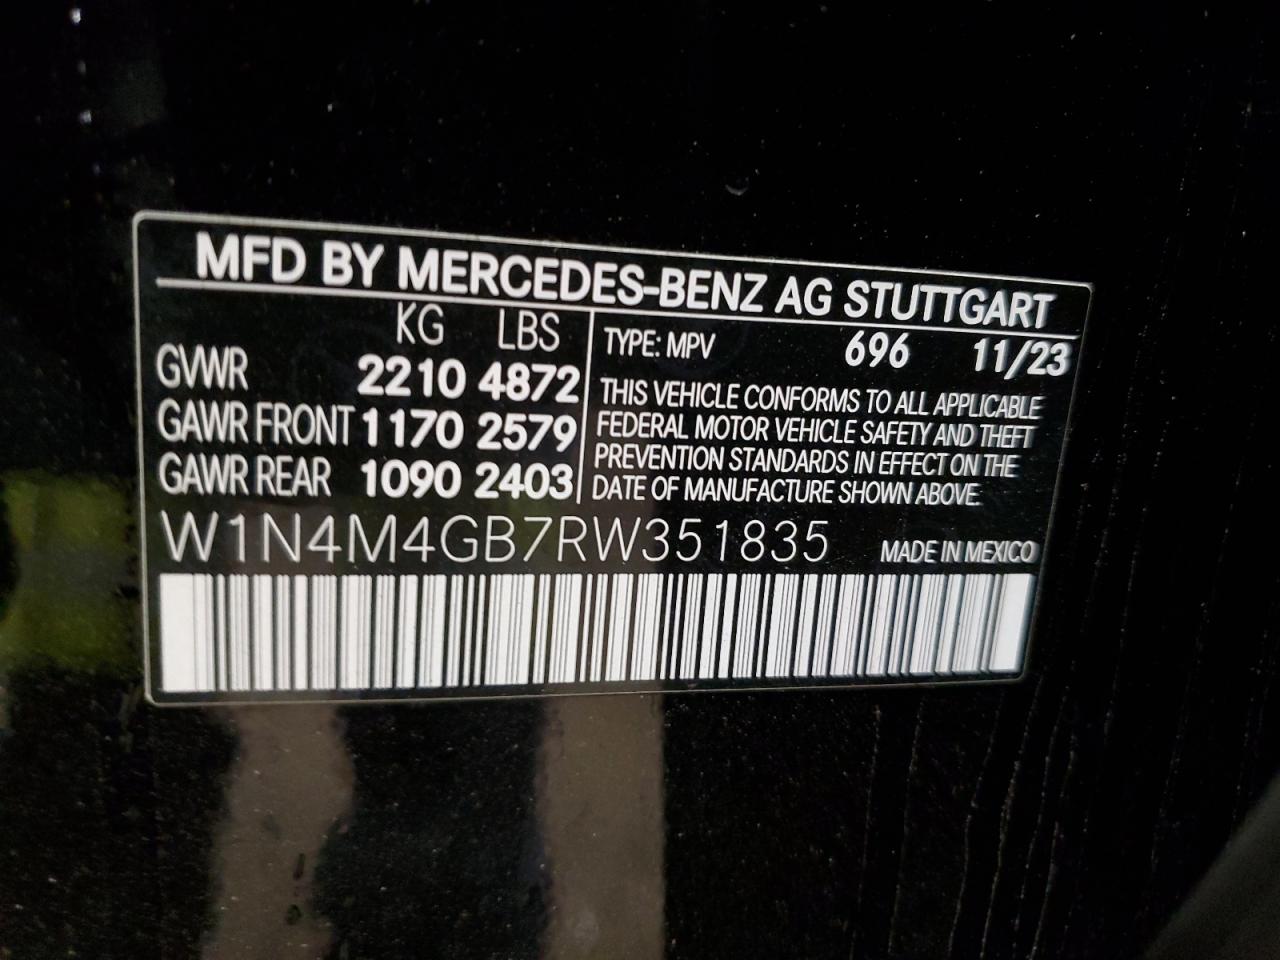 MFD BY MERCEDES-BENZ AG STUTTGART
KG LBS
GVWR 2210 4872
GAWR FRONT 1170 2579
GAWR REAR 1090 2403
TYPE: MPV 696 11/23
THIS VEHICLE CONFORMS TO ALL APPLICABLE
FEDERAL MOTOR VEHICLE SAFETY AND THEFT
PREVENTION STANDARDS IN EFFECT ON THE
DATE OF MANUFACTURE SHOWN ABOVE.
W1N4M4GB7RW351835 MADE IN MEXICO